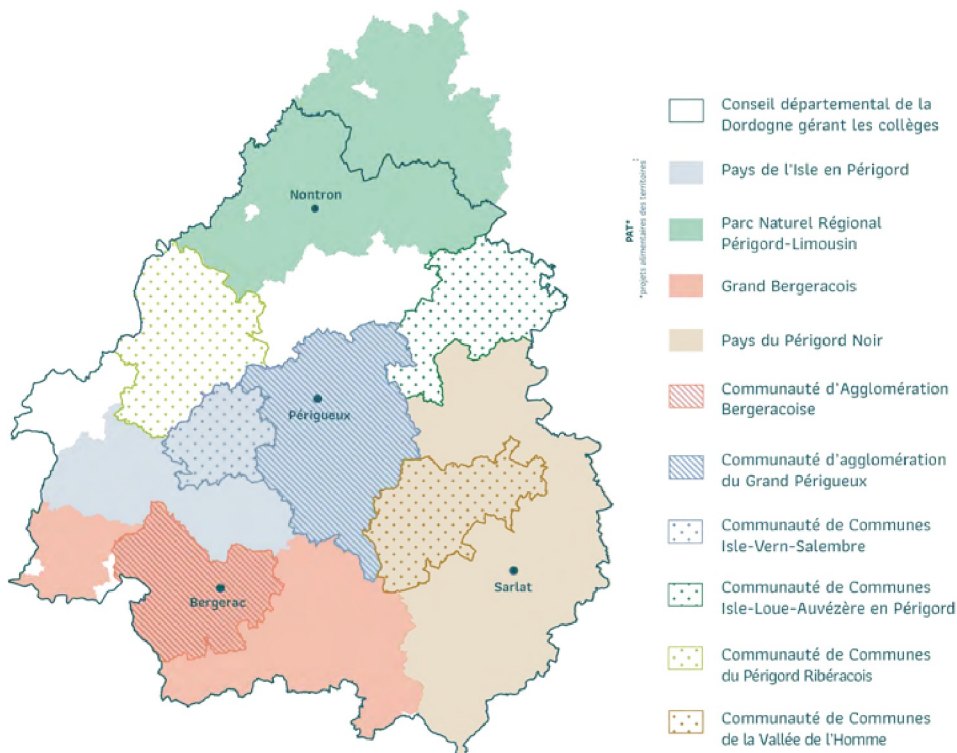 Nontron
Périgueux
Bergerac
Sarlat
PAT*
*projets alimentaires des territoires :
Conseil départemental de la
Dordogne gérant les collèges
Pays de l'Isle en Périgord
Parc Naturel Régional
Périgord-Limousin
Grand Bergeracois
Pays du Périgord Noir
Communauté d'Agglomération
Bergeracoise
Communauté d'agglomération
du Grand Périgueux
Communauté de Communes
Isle-Vern-Salembre
Communauté de Communes
Isle-Loue-Auvézère en Périgord
Communauté de Communes
du Périgord Ribéracois
Communauté de Communes
de la Vallée de l'Homme